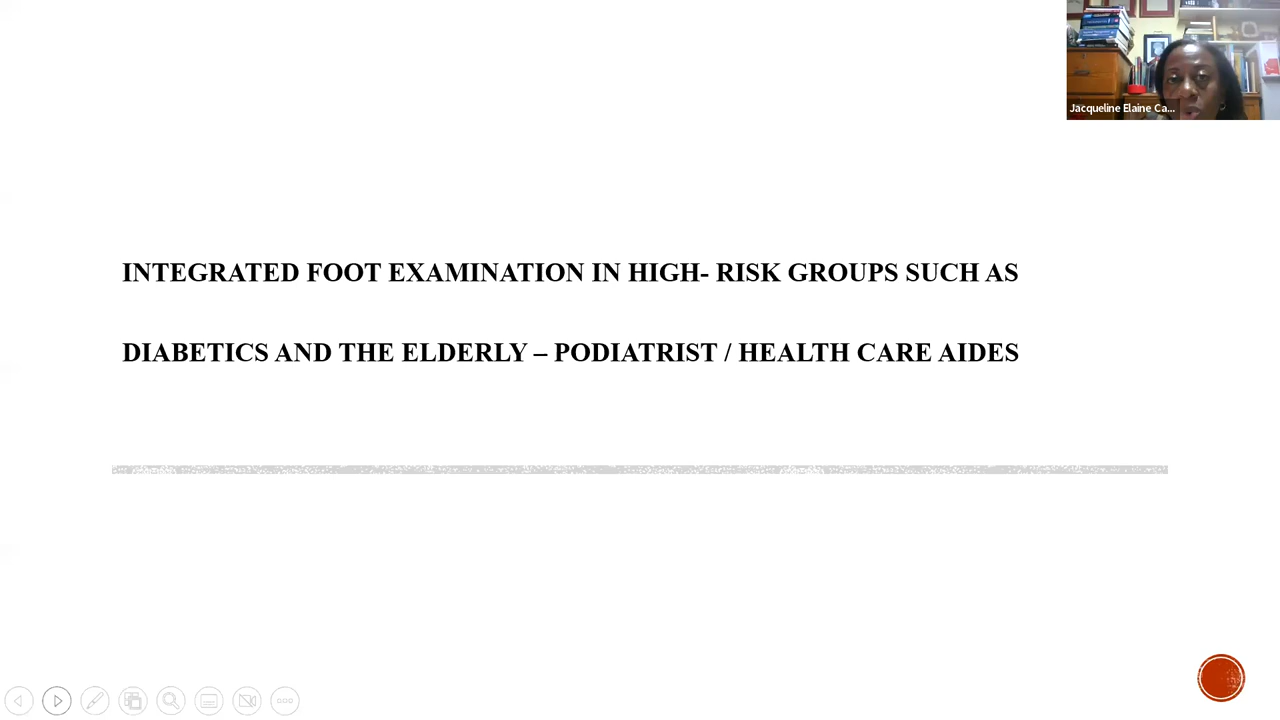 Jacqueline Elaine Ca...
INTEGRATED FOOT EXAMINATION IN HIGH- RISK GROUPS SUCH AS
DIABETICS AND THE ELDERLY – PODIATRIST / HEALTH CARE AIDES